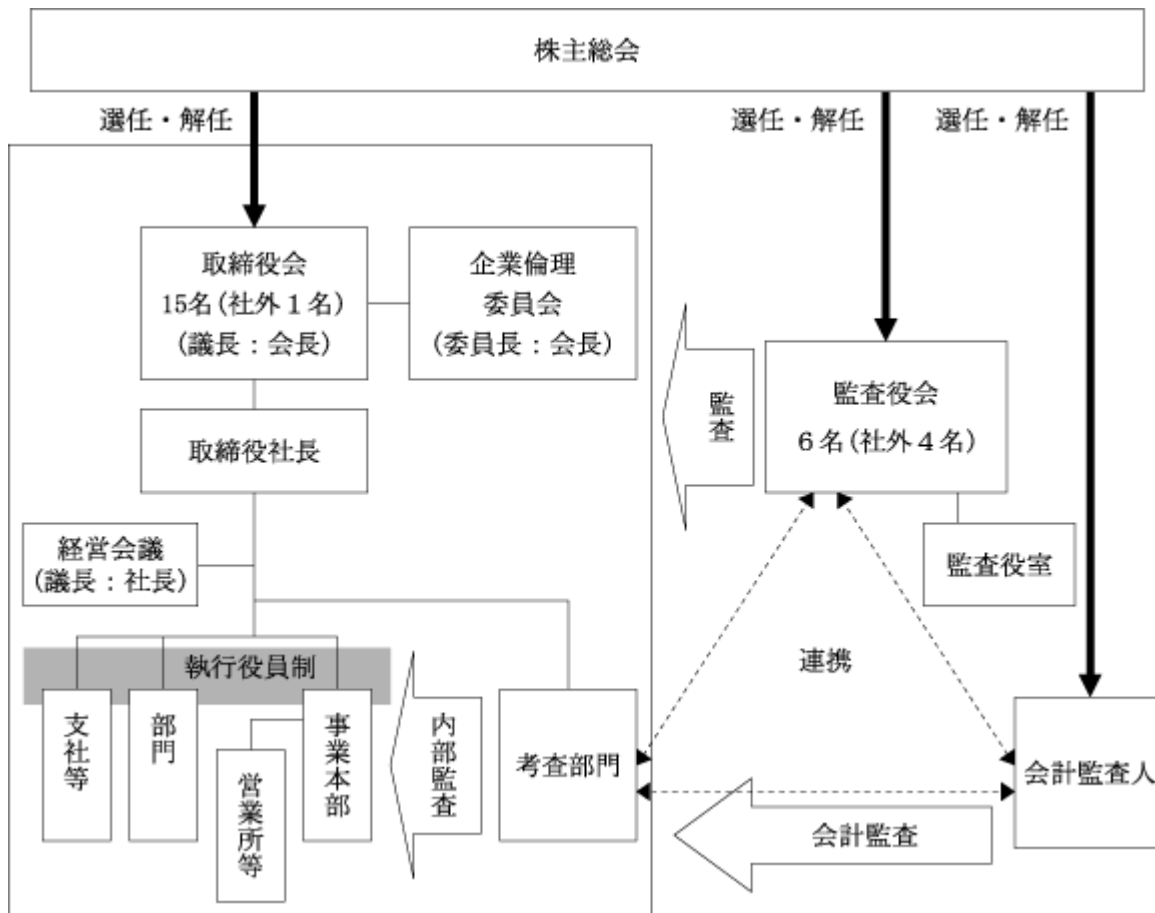 株主総会
選任・解任
選任・解任
選任・解任
取締役会
15名(社外１名)
(議長：会長)
企業倫理
委員会
(委員長：会長)
監査
監査役会
６名(社外４名)
取締役社長
経営会議
(議長：社長)
監査役室
連携
執行役員制
支社等
部門
営業所等
事業本部
内部監査
考査部門
会計監査人
会計監査